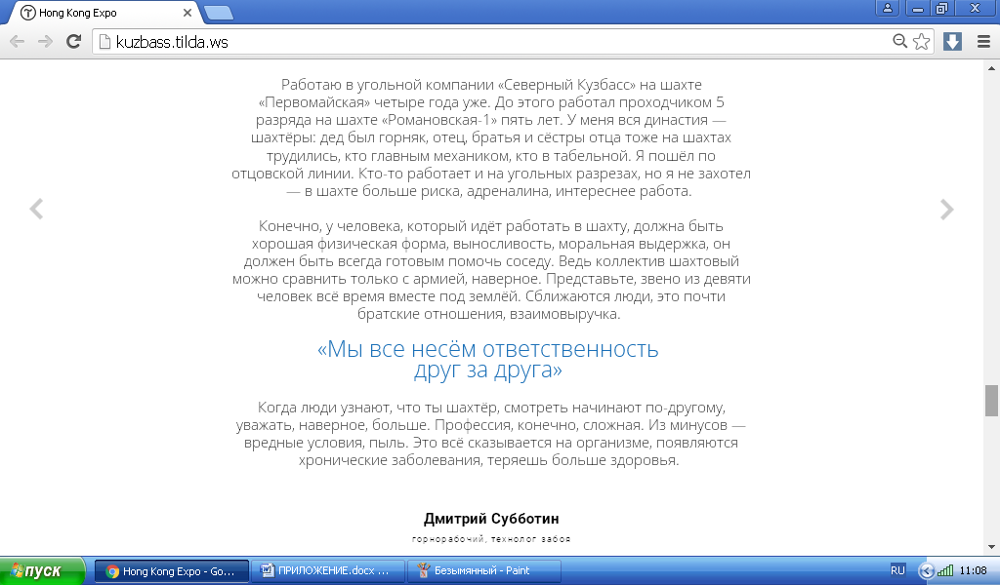 Hong Kong Expo
kuzbass.tilda.ws
Работаю в угольной компании «Северный Кузбасс» на шахте
«Первомайская» четыре года уже. До этого работал проходчиком 5
разряда на шахте «Романовская-1» пять лет. У меня вся династия —
шахтёры: дед был горняк, отец, братья и сёстры отца тоже на шахтах
трудились, кто главным механиком, кто в табельной. Я пошёл по
отцовской линии. Кто-то работает и на угольных разрезах, но я не захотел
— в шахте больше риска, адреналина, интереснее работа.
Конечно, у человека, который идёт работать в шахту, должна быть
хорошая физическая форма, выносливость, моральная выдержка, он
должен быть всегда готовым помочь соседу. Ведь коллектив шахтовый
можно сравнить только с армией, наверное. Представьте, звено из девяти
человек всё время вместе под землёй. Сближаются люди, это почти
братские отношения, взаимовыручка.
«Мы все несём ответственность
друг за друга»
Когда люди узнают, что ты шахтёр, смотреть начинают по-другому,
уважать, наверное, больше. Профессия, конечно, сложная. Из минусов —
вредные условия, пыль. Это всё сказывается на организме, появляются
хронические заболевания, теряешь больше здоровья.
Дмитрий Субботин
горнорабочий, технолог забоя
пуск
Hong Kong Expo - Go...
ПРИЛОЖЕНИЕ.docx ...
Безымянный - Paint
RU
11:08